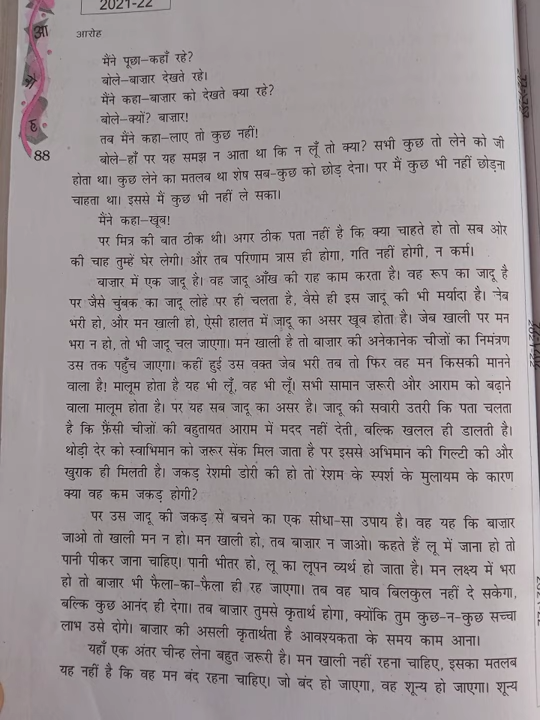 2021-22
आ
रो
ह
आरोह
88
मैंने पूछा—कहाँ रहे?
बोले—बाज़ार देखते रहे।
मैंने कहा—बाज़ार को देखते क्या रहे?
बोले—क्यों? बाज़ार!
तब मैंने कहा—लाए तो कुछ नहीं!
बोले—हाँ पर यह समझ न आता था कि न लूँ तो क्या? सभी कुछ तो लेने को जी
होता था। कुछ लेने का मतलब था शेष सब-कुछ को छोड़ देना। पर मैं कुछ भी नहीं छोड़ना
चाहता था। इससे मैं कुछ भी नहीं ले सका।
मैंने कहा—खूब!
पर मित्र की बात ठीक थी। अगर ठीक पता नहीं है कि क्या चाहते हो तो सब ओर
की चाह तुम्हें घेर लेगी। और तब परिणाम त्रास ही होगा, गति नहीं होगी, न कर्म।
बाज़ार में एक जादू है। वह जादू आँख की राह काम करता है। वह रूप का जादू है
पर जैसे चुंबक का जादू लोहे पर ही चलता है, वैसे ही इस जादू की भी मर्यादा है। जेब
भरी हो, और मन खाली हो, ऐसी हालत में जादू का असर खूब होता है। जेब खाली पर मन
भरा न हो, तो भी जादू चल जाएगा। मन खाली है तो बाज़ार की अनेकानेक चीज़ों का निमंत्रण
उस तक पहुँच जाएगा। कहीं हुई उस वक्त जेब भरी तब तो फिर वह मन किसकी मानने
वाला है! मालूम होता है यह भी लूँ, वह भी लूँ। सभी सामान ज़रूरी और आराम को बढ़ाने
वाला मालूम होता है। पर यह सब जादू का असर है। जादू की सवारी उतरी कि पता चलता
है कि फ़ैंसी चीज़ों की बहुतायत आराम में मदद नहीं देती, बल्कि खलल ही डालती है।
थोड़ी देर को स्वाभिमान को ज़रूर सेंक मिल जाता है पर इससे अभिमान की गिल्टी की और
खुराक ही मिलती है। जकड़ रेशमी डोरी की हो तो रेशम के स्पर्श के मुलायम के कारण
क्या वह कम जकड़ होगी?
पर उस जादू की जकड़ से बचने का एक सीधा-सा उपाय है। वह यह कि बाज़ार
जाओ तो खाली मन न हो। मन खाली हो, तब बाज़ार न जाओ। कहते हैं लू में जाना हो तो
पानी पीकर जाना चाहिए। पानी भीतर हो, लू का लूपन व्यर्थ हो जाता है। मन लक्ष्य में भरा
हो तो बाज़ार भी फैला-का-फैला ही रह जाएगा। तब वह घाव बिलकुल नहीं दे सकेगा,
बल्कि कुछ आनंद ही देगा। तब बाज़ार तुमसे कृतार्थ होगा, क्योंकि तुम कुछ-न-कुछ सच्चा
लाभ उसे दोगे। बाज़ार की असली कृतार्थता है आवश्यकता के समय काम आना।
यहाँ एक अंतर चीन्ह लेना बहुत ज़रूरी है। मन खाली नहीं रहना चाहिए, इसका मतलब
यह नहीं है कि वह मन बंद रहना चाहिए। जो बंद हो जाएगा, वह शून्य हो जाएगा। शून्य